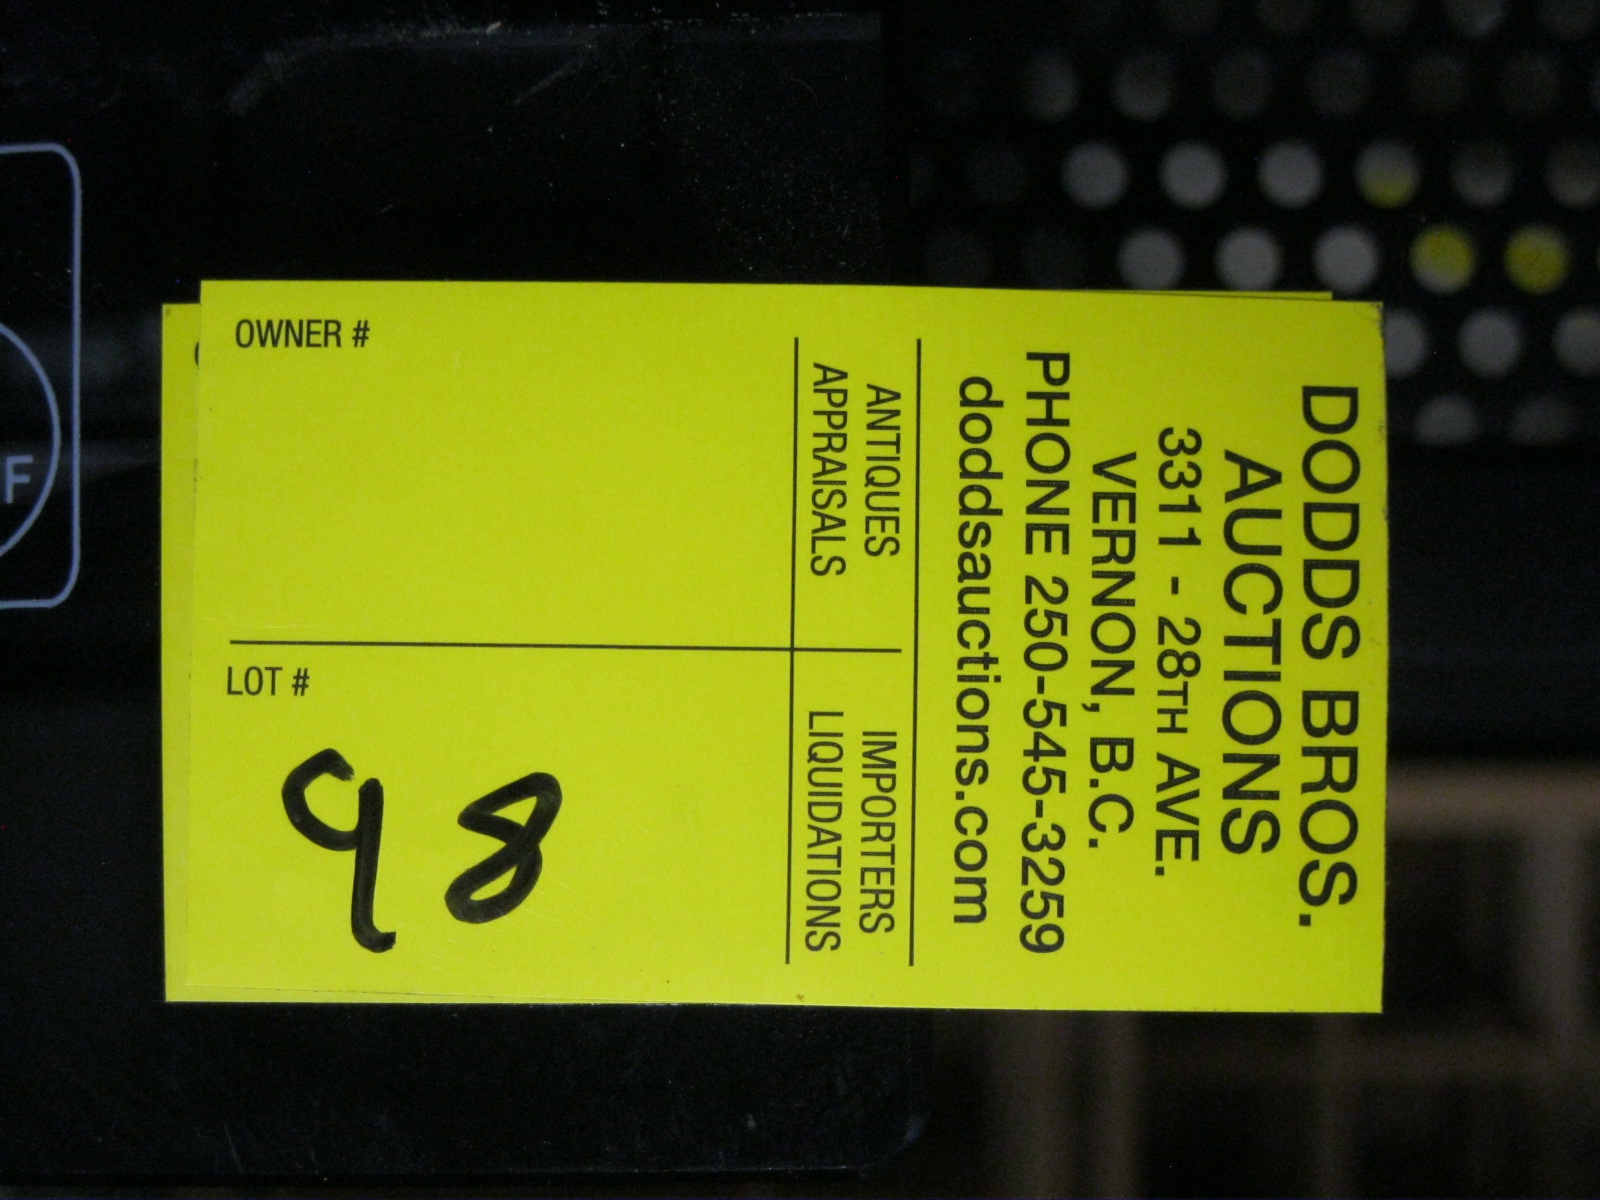 DODDS BROS.
AUCTIONS
3311 - 28TH AVE.
VERNON, B.C.
PHONE 250-545-3259
doddsauctions.com
ANTIQUES
APPRAISALS
IMPORTERS
LIQUIDATIONS
OWNER #
LOT #
98
F